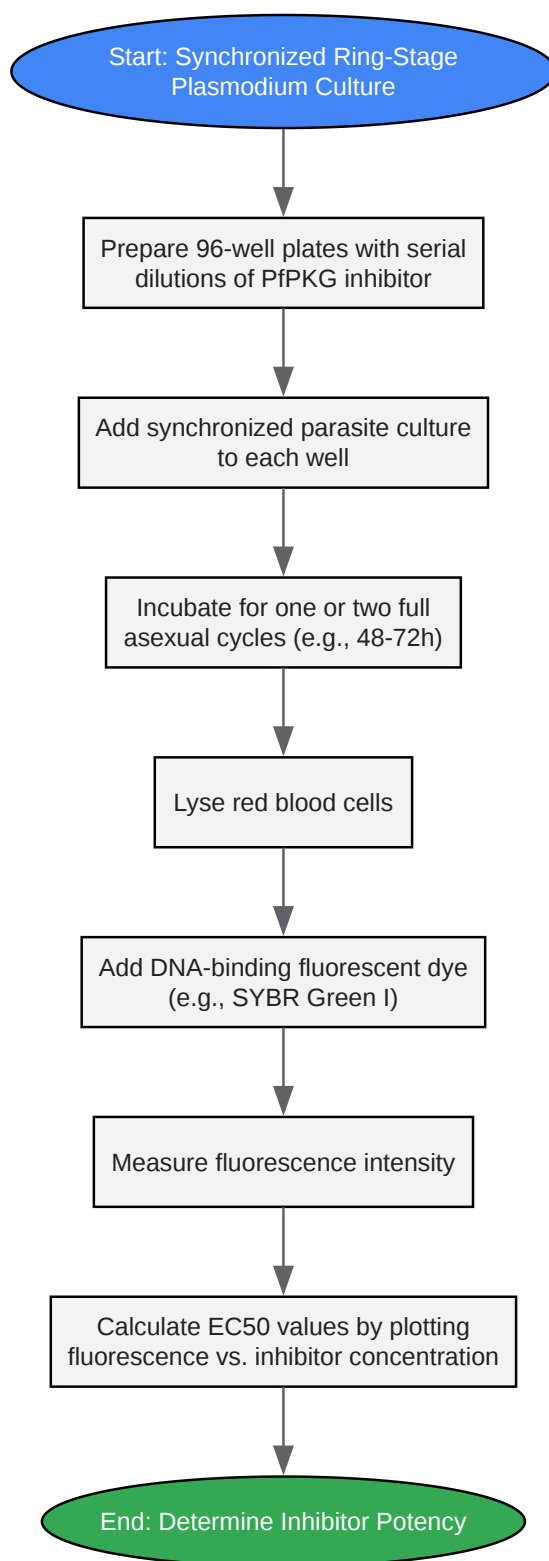 Start: Synchronized Ring-Stage
Plasmodium Culture
Prepare 96-well plates with serial
dilutions of PfPKG inhibitor
Add synchronized parasite culture
to each well
Incubate for one or two full
asexual cycles (e.g., 48-72h)
Lyse red blood cells
Add DNA-binding fluorescent dye
(e.g., SYBR Green I)
Measure fluorescence intensity
Calculate EC50 values by plotting
fluorescence vs. inhibitor concentration
End: Determine Inhibitor Potency